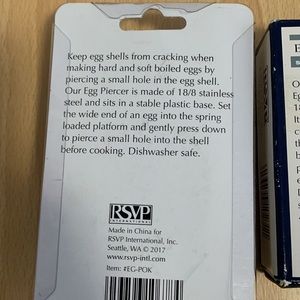 Keep egg shells from cracking when
making hard and soft boiled eggs by
piercing a small hole in the egg shell.
Our Egg Piercer is made of 18/8 stainless
steel and sits in a stable plastic base. Set
the wide end of an egg into the spring
loaded platform and gently press down
to pierce a small hole into the shell
before cooking. Dishwasher safe.
RSVP
INTERNATIONAL
Made in China for
RSVP International, Inc.
Seattle, WA © 2017
www.rsvp-intl.com
Item: #EG-POK